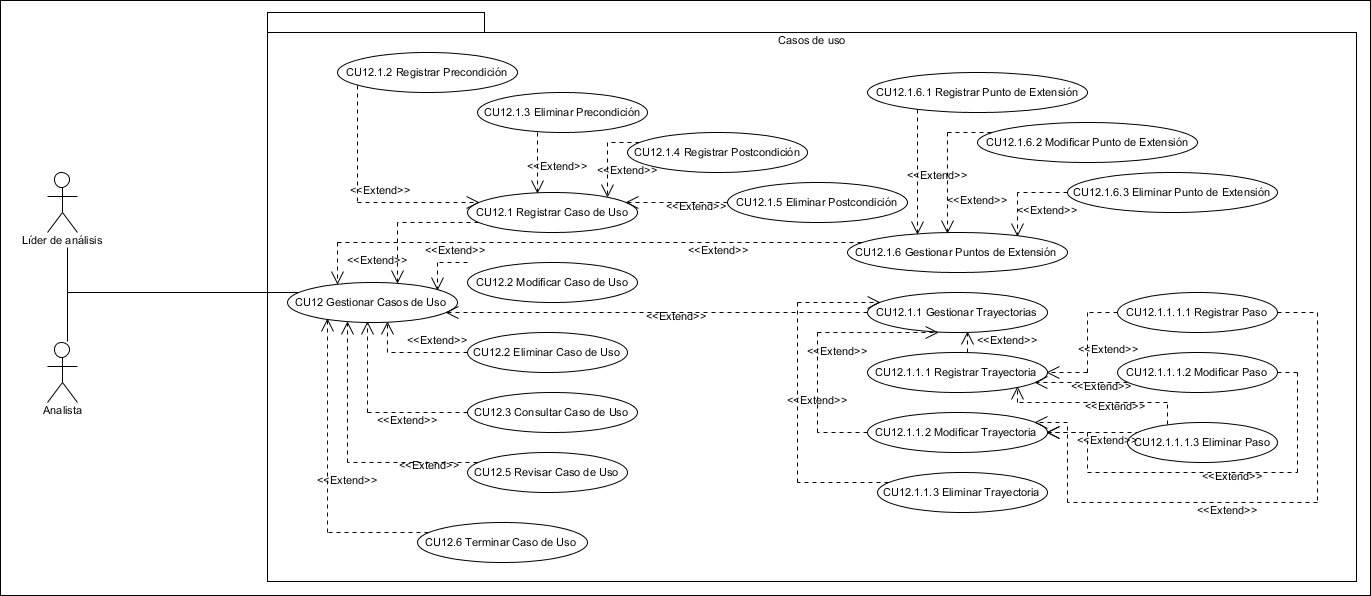 Casos de uso
CU12.1.2 Registrar Precondición
CU12.1.6.1 Registrar Punto de Extensión
CU12.1.3 Eliminar Precondición
CU12.1.6.2 Modificar Punto de Extensión
CU12.1.4 Registrar Postcondición
<<Extend>>
<<Extend>>
<<Extend>>
<<Extend>>
CU12.1.6.3 Eliminar Punto de Extensión
<<Extend>>
CU12.1.5 Eliminar Postcondición
<<Extend>>
<<Extend>>
<<Extend>>
CU12.1 Registrar Caso de Uso
Líder de análisis
<<Extend>>
<<Extend>>
CU12.1.6 Gestionar Puntos de Extensión
<<Extend>>
CU12.2 Modificar Caso de Uso
CU12 Gestionar Casos de Uso
CU12.1.1 Gestionar Trayectorias
CU12.1.1.1.1 Registrar Paso
<<Extend>>
<<Extend>>
<<Extend>>
<<Extend>>
<<Extend>>
CU12.2 Eliminar Caso de Uso
CU12.1.1.1 Registrar Trayectoria
CU12.1.1.1.2 Modificar Paso
<<Extend>>
<<Extend>>
<<Extend>>
Analista
CU12.3 Consultar Caso de Uso
<<Extend>>
CU12.1.1.2 Modificar Trayectoria
<<Extend>>
CU12.1.1.1.3 Eliminar Paso
<<Extend>>
CU12.5 Revisar Caso de Uso
<<Extend>>
<<Extend>>
CU12.1.1.3 Eliminar Trayectoria
<<Extend>>
CU12.6 Terminar Caso de Uso